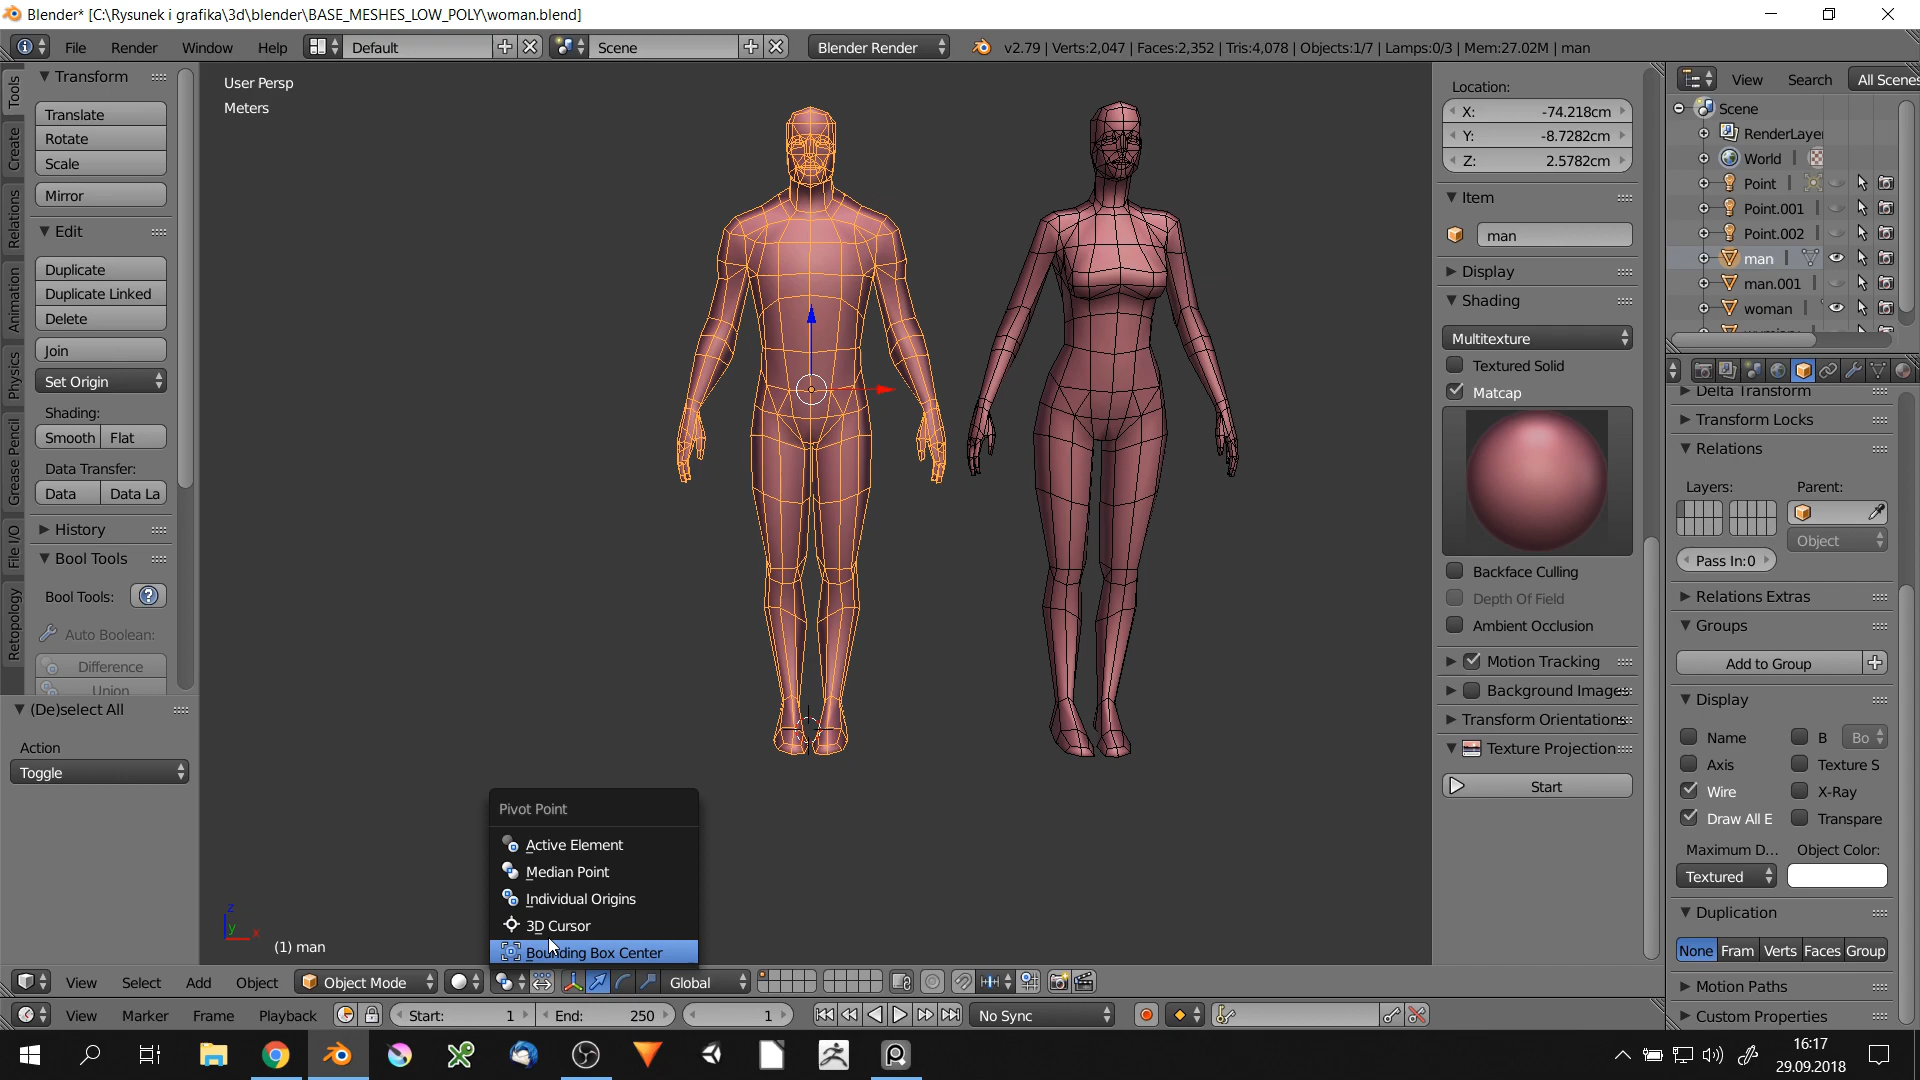 Blender* [C:\Rysunek i grafika\3d\blender\BASE_MESHES_LOW_POLY\woman.blend]
File Render Window Help Default Scene Blender Render v2.79 | Verts:2,047 | Faces:2,352 | Tris:4,078 | Objects:1/7 | Lamps:0/3 | Mem:27.02M | man
Tools
Create
Relations
Animation
Physics
Grease Pencil
File I/O
Retopology
Transform
Translate
Rotate
Scale
Mirror
Edit
Duplicate
Duplicate Linked
Delete
Join
Set Origin
Shading:
Smooth Flat
Data Transfer:
Data Data La
History
Bool Tools
Bool Tools:
Auto Boolean:
Difference
Union
(De)select All
Action
Toggle
User Persp
Meters
Pivot Point
Active Element
Median Point
Individual Origins
3D Cursor
Bounding Box Center
z
y
x
(1) man
Location:
X: -74.218cm
Y: -8.7282cm
Z: 2.5782cm
Item
man
Display
Shading
Multitexture
Textured Solid
Matcap
Backface Culling
Depth Of Field
Ambient Occlusion
Motion Tracking
Background Images
Transform Orientations
Texture Projection
Start
View Search All Scenes
Scene
RenderLayer
World
Point
Point.001
Point.002
man
man.001
woman
Delta Transform
Transform Locks
Relations
Layers: Parent:
Object
Pass In:0
Relations Extras
Groups
Add to Group
Display
Name B Bo
Axis Texture S
Wire X-Ray
Draw All E Transpare
Maximum D... Object Color:
Textured
Duplication
None Fram Verts Faces Group
Motion Paths
Custom Properties
View Select Add Object Object Mode Global
View Marker Frame Playback Start: 1 End: 250 1 No Sync
16:17
29.09.2018